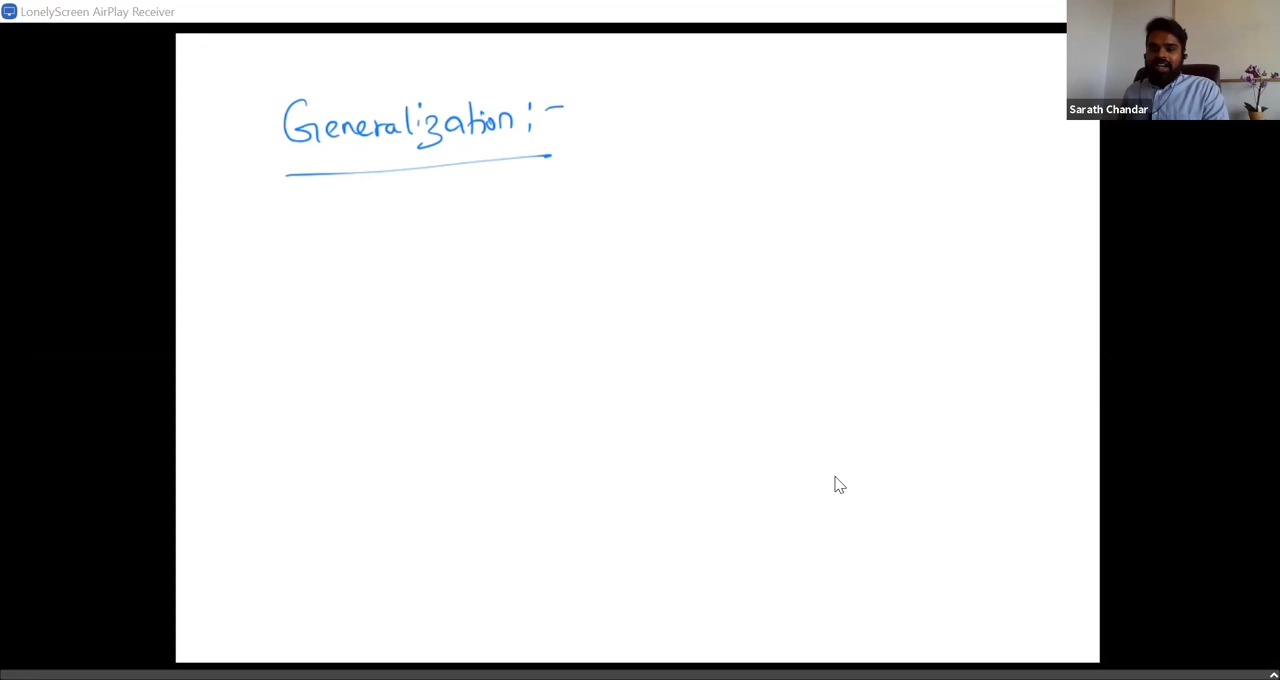 LonelyScreen AirPlay Receiver
Sarath Chandar
Generalization :-